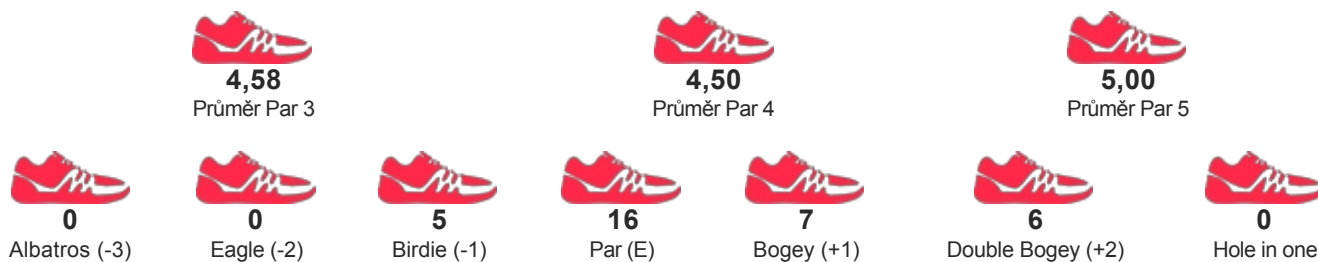 4,58 4,50 5,00
Průměr Par 3 Průměr Par 4 Průměr Par 5
0 0 5 16 7 6 0
Albatros (-3) Eagle (-2) Birdie (-1) Par (E) Bogey (+1) Double Bogey (+2) Hole in one